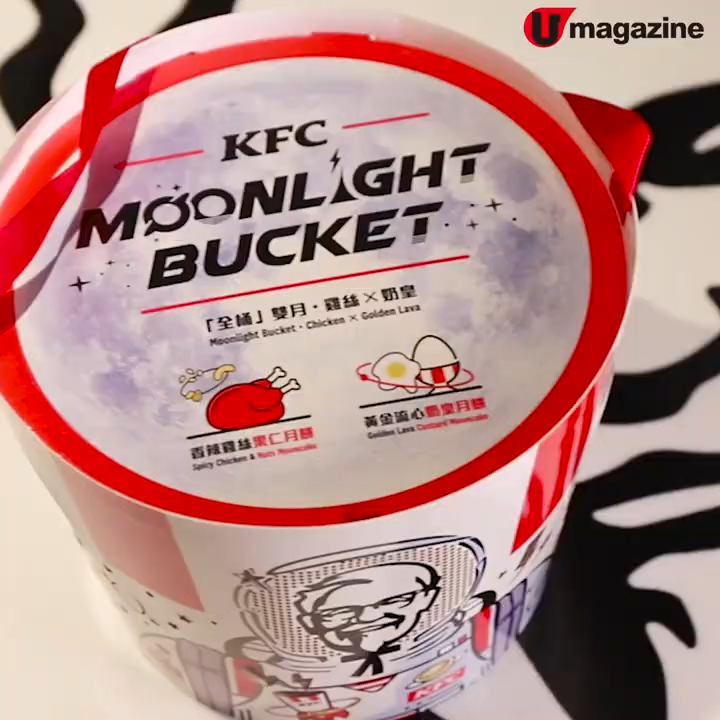 U magazine
KFC
MOONLIGHT
BUCKET
「全桶」雙月・雞絲×奶皇
Moonlight Bucket・Chicken × Golden Lava
香辣雞絲果仁月餅
Spicy Chicken & Nuts Mooncake
黃金流心奶皇月餅
Golden Lava Custard Mooncake
KFC